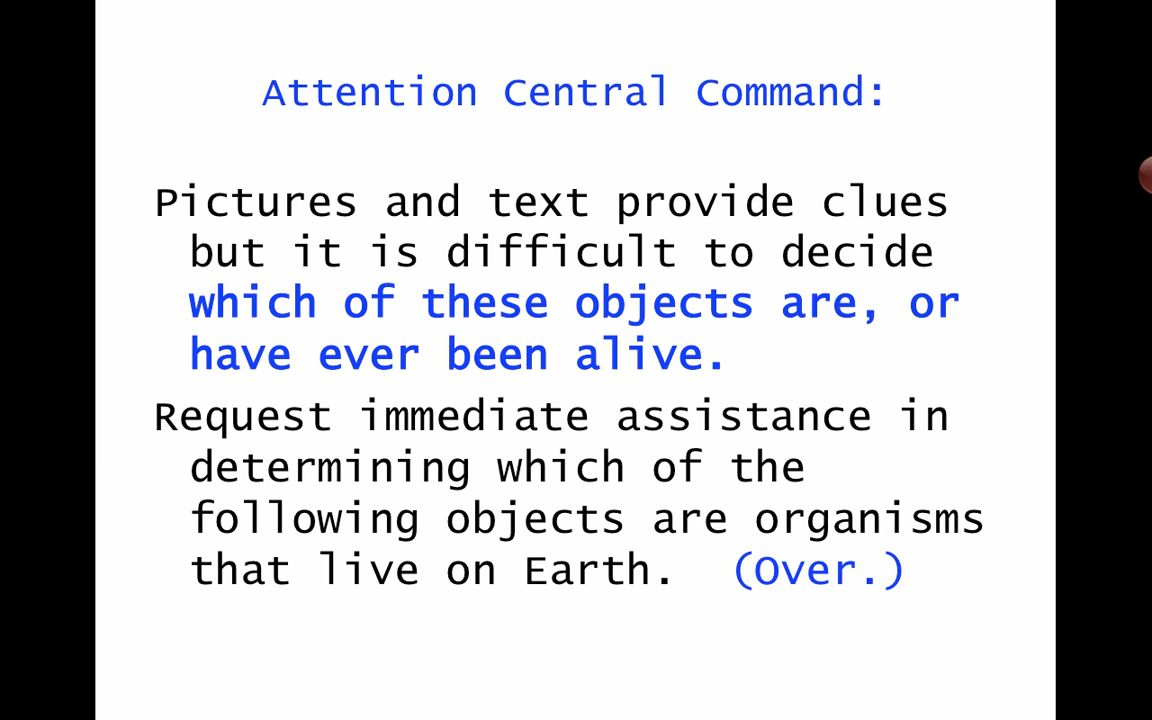 Attention Central Command:
Pictures and text provide clues
but it is difficult to decide
which of these objects are, or
have ever been alive.
Request immediate assistance in
determining which of the
following objects are organisms
that live on Earth. (Over.)